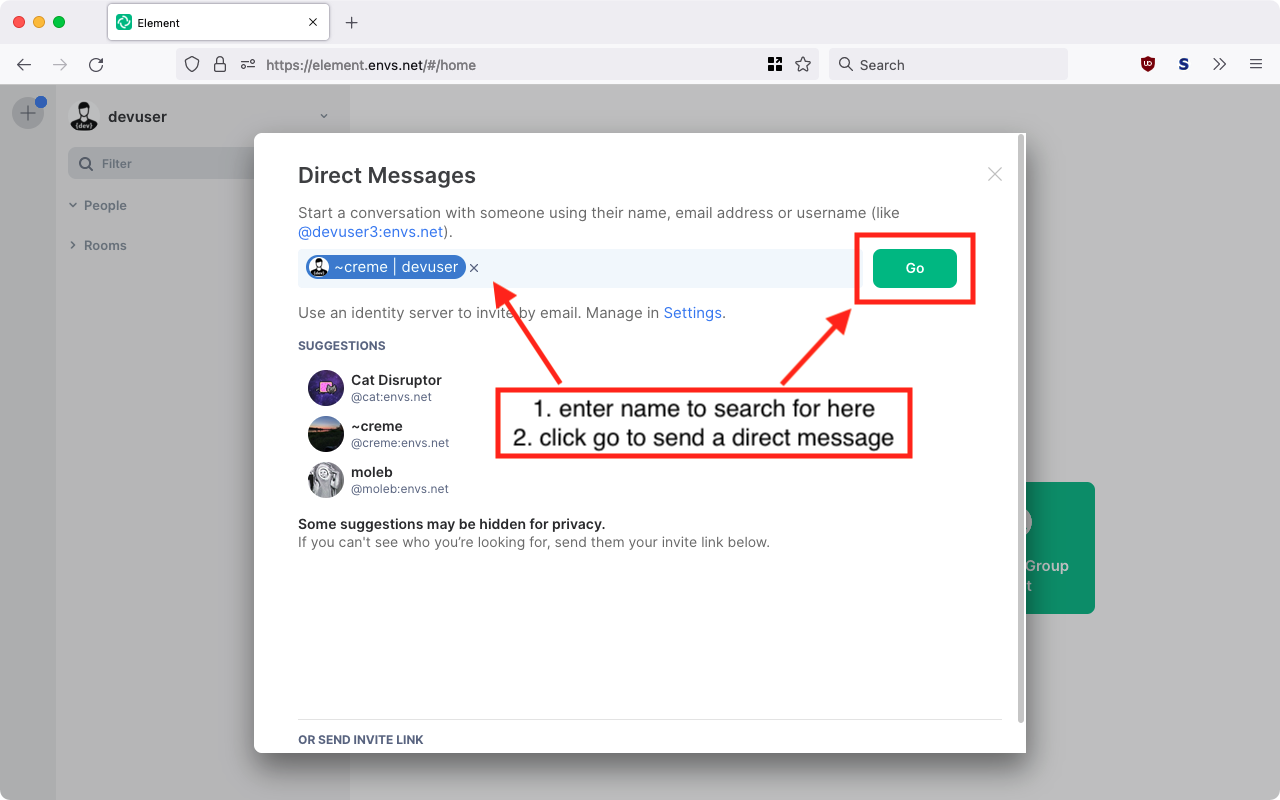 Element
https://element.envs.net/#/home
Search
devuser
Filter
People
Rooms
Direct Messages
Start a conversation with someone using their name, email address or username (like
@devuser3:envs.net).
~creme | devuser
Go
Use an identity server to invite by email. Manage in Settings.
SUGGESTIONS
Cat Disruptor
@cat:envs.net
~creme
@creme:envs.net
moleb
@moleb:envs.net
1. enter name to search for here
2. click go to send a direct message
Some suggestions may be hidden for privacy.
If you can't see who you're looking for, send them your invite link below.
Group
t
OR SEND INVITE LINK